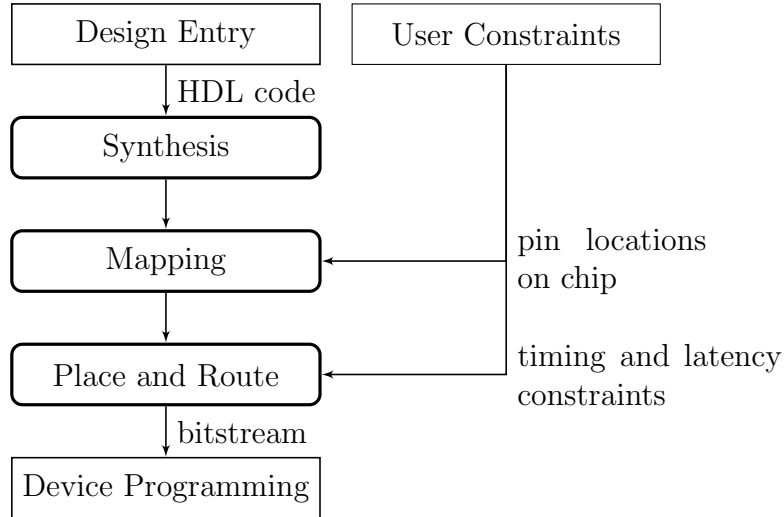 Design Entry
User Constraints
HDL code
Synthesis
Mapping
pin locations
on chip
Place and Route
timing and latency
constraints
bitstream
Device Programming